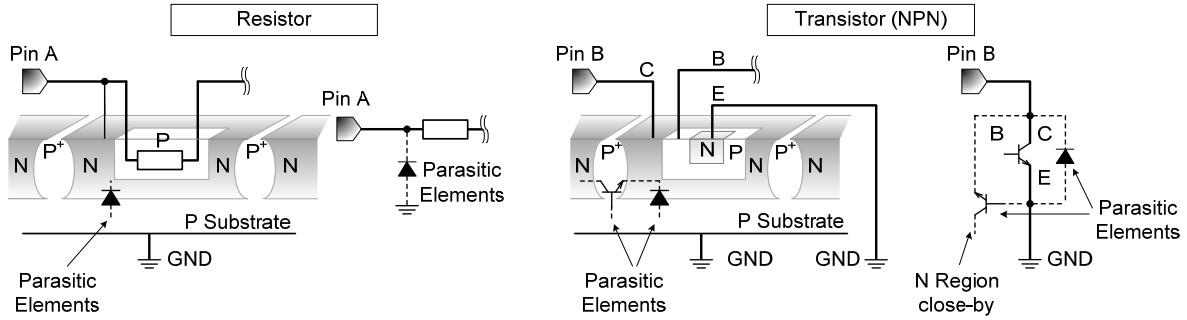 Resistor
Transistor (NPN)
Pin A
Pin A
N
P+
N
P
N
P+
N
Parasitic
Elements
P Substrate
GND
Parasitic
Elements
Pin B
C
B
E
N
P+
N
N
P
N
P+
N
P Substrate
GND
GND
Parasitic
Elements
Pin B
B
C
E
Parasitic
Elements
N Region
close-by